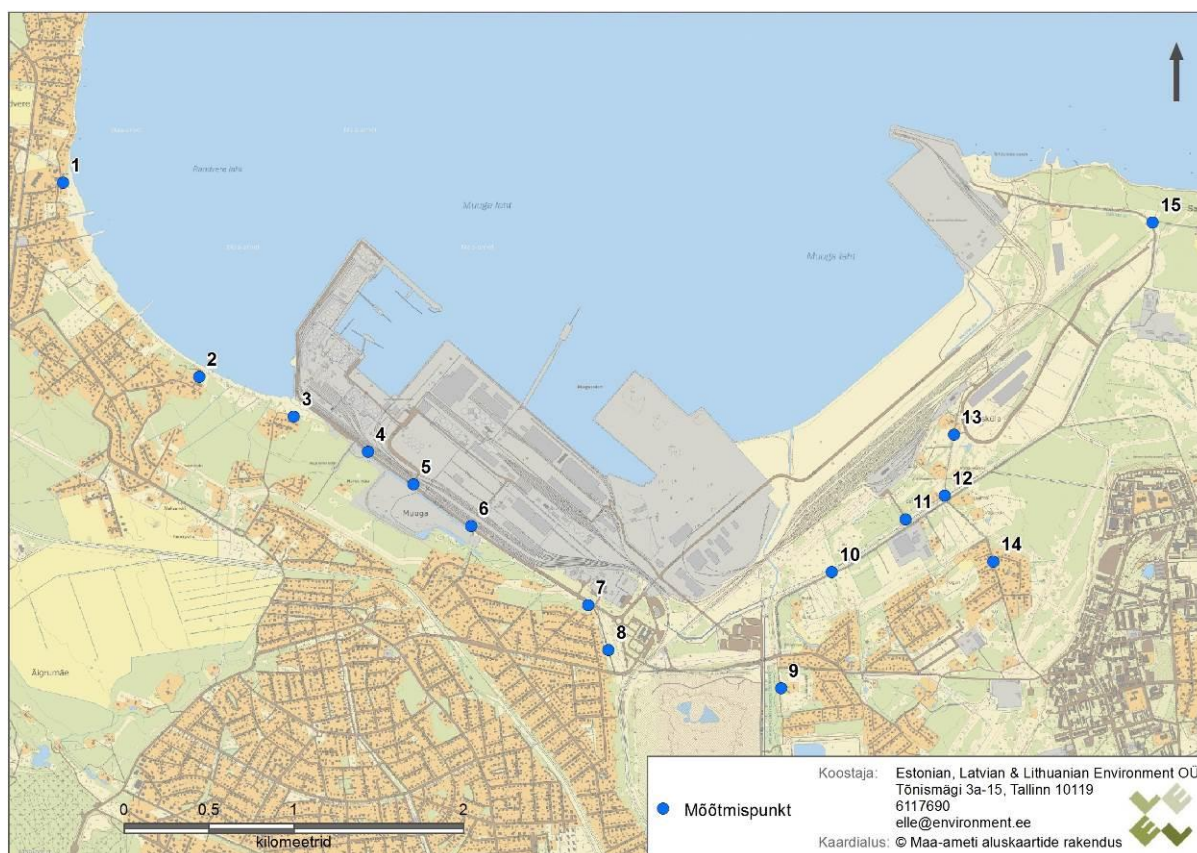 1
Muuga laht
Muuga laht
15
2
3
4
13
5
Muuga
12
6
11
14
10
7
8
9
Äigrumäe
Koostaja: Estonian, Latvian & Lithuanian Environment OÜ
Tõnismägi 3a-15, Tallinn 10119
6117690
elle@environment.ee
Kaardialus: © Maa-ameti aluskaartide rakendus
Mõõtmispunkt
0 0.5 1 2
kilomeetrid